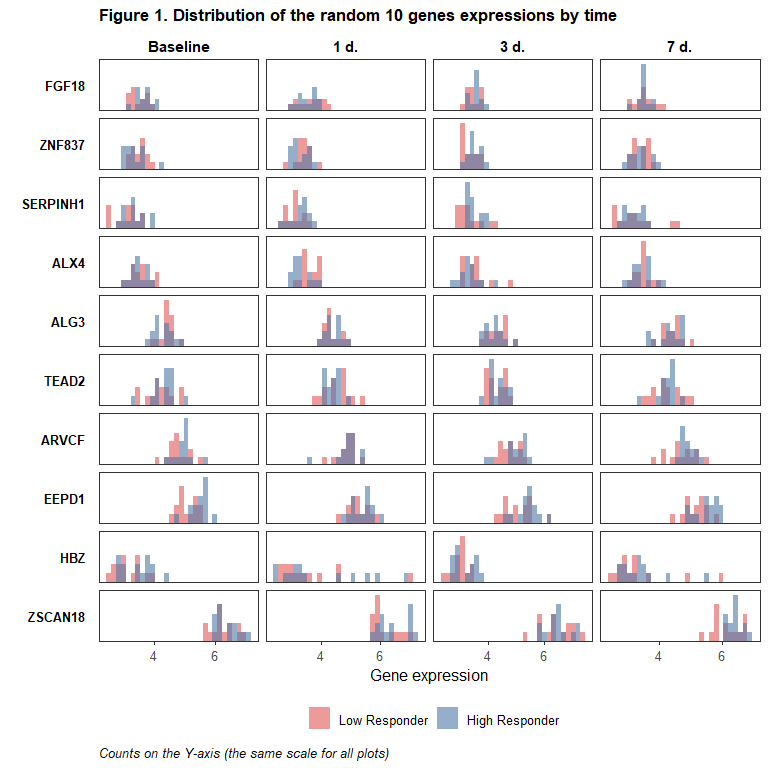 Figure 1. Distribution of the random 10 genes expressions by time
Baseline 1 d. 3 d. 7 d.
FGF18
ZNF837
SERPINH1
ALX4
ALG3
TEAD2
ARVCF
EEPD1
HBZ
ZSCAN18
4 6 4 6 4 6 4 6
Gene expression
Low Responder High Responder
Counts on the Y-axis (the same scale for all plots)